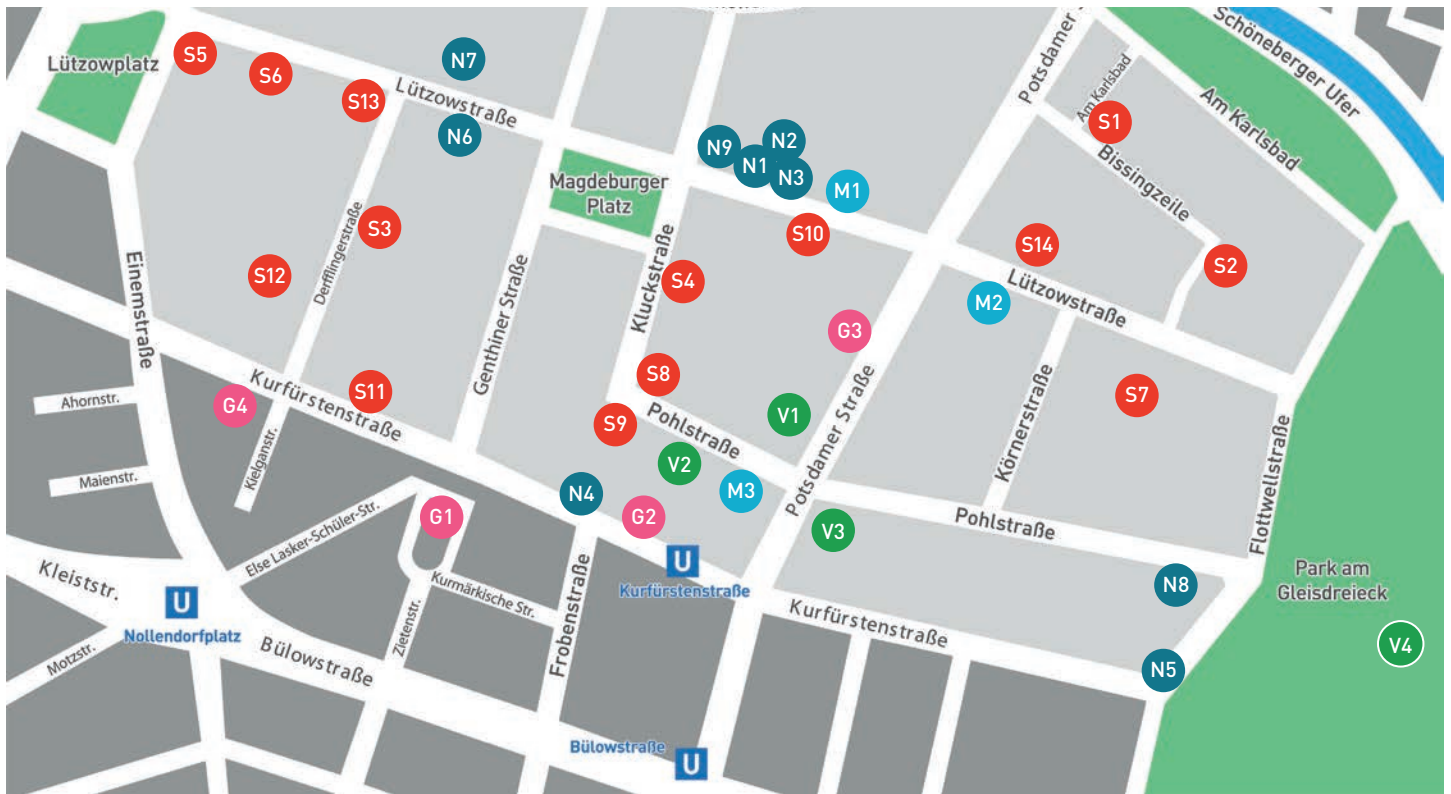 Schöneberger Ufer
Potsdamer
Lützowplatz
S5
S6
N7
S13
Lützowstraße
N6
Am Karlsbad
S1
Am Karlsbad
Bissingzeile
N9
N2
N1
N3
M1
Magdeburger
Platz
S3
Derfflingerstraße
S12
Einemstraße
Genthiner Straße
Kluckstraße
S4
S10
S14
S2
Lützowstraße
M2
G3
Kurfürstenstraße
S11
G4
Ahornstr.
Maienstr.
Kielganstr.
S8
S9
Pohlstraße
V1
V2
M3
Potsdamer Straße
Körnerstraße
S7
Flottwellstraße
N4
G2
G1
Else Lasker-Schüler-Str.
V3
Pohlstraße
Kleiststr.
U
Nollendorfplatz
Motzstr.
Bülowstraße
Zietenstr.
Kurmärkische Str.
Frobenstraße
U
Kurfürstenstraße
Kurfürstenstraße
N8
N5
Park am
Gleisdreieck
V4
Bülowstraße
U